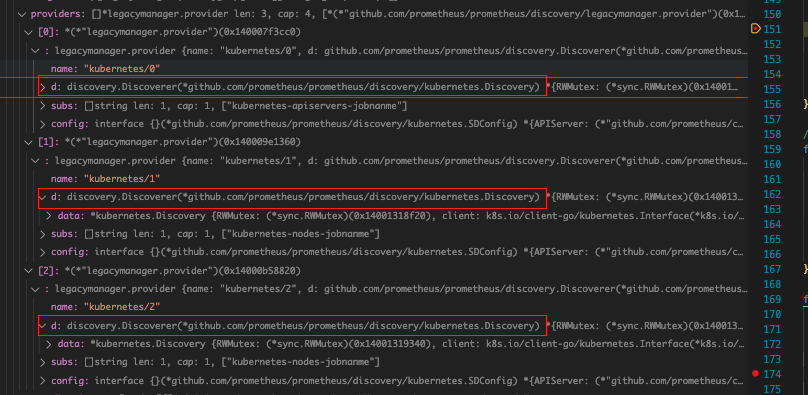 providers: []*legacymanager.provider len: 3, cap: 4, [*(*"github.com/prometheus/prometheus/discovery/legacymanager.provider")(0x1…
[0]: *(*"legacymanager.provider")(0x140007f3cc0)
: legacymanager.provider {name: "kubernetes/0", d: github.com/prometheus/prometheus/discovery.Discoverer(*github.com/prometheus…
name: "kubernetes/0"
d: discovery.Discoverer(*github.com/prometheus/prometheus/discovery/kubernetes.Discovery) *{RWMutex: (*sync.RWMutex)(0x14001…
subs: []string len: 1, cap: 1, ["kubernetes-apiservers-jobnanme"]
config: interface {}(*github.com/prometheus/prometheus/discovery/kubernetes.SDConfig) *{APIServer: (*"github.com/prometheus/c…
[1]: *(*"legacymanager.provider")(0x140009e1360)
: legacymanager.provider {name: "kubernetes/1", d: github.com/prometheus/prometheus/discovery.Discoverer(*github.com/prometheus…
name: "kubernetes/1"
d: discovery.Discoverer(*github.com/prometheus/prometheus/discovery/kubernetes.Discovery) *{RWMutex: (*sync.RWMutex)(0x140013…
data: *kubernetes.Discovery {RWMutex: (*sync.RWMutex)(0x14001318f20), client: k8s.io/client-go/kubernetes.Interface(*k8s.io/…
subs: []string len: 1, cap: 1, ["kubernetes-nodes-jobnanme"]
config: interface {}(*github.com/prometheus/prometheus/discovery/kubernetes.SDConfig) *{APIServer: (*"github.com/prometheus/c…
[2]: *(*"legacymanager.provider")(0x14000b58820)
: legacymanager.provider {name: "kubernetes/2", d: github.com/prometheus/prometheus/discovery.Discoverer(*github.com/prometheus…
name: "kubernetes/2"
d: discovery.Discoverer(*github.com/prometheus/prometheus/discovery/kubernetes.Discovery) *{RWMutex: (*sync.RWMutex)(0x140013…
data: *kubernetes.Discovery {RWMutex: (*sync.RWMutex)(0x14001319340), client: k8s.io/client-go/kubernetes.Interface(*k8s.io/…
subs: []string len: 1, cap: 1, ["kubernetes-nodes-jobnanme"]
config: interface {}(*github.com/prometheus/prometheus/discovery/kubernetes.SDConfig) *{APIServer: (*"github.com/prometheus/c…
150
151
152
153
154
155
156 }
157
158 /
159 f
160
161
162
163
164
165
166
167 }
168
169 f
170
171
172
173
174
175